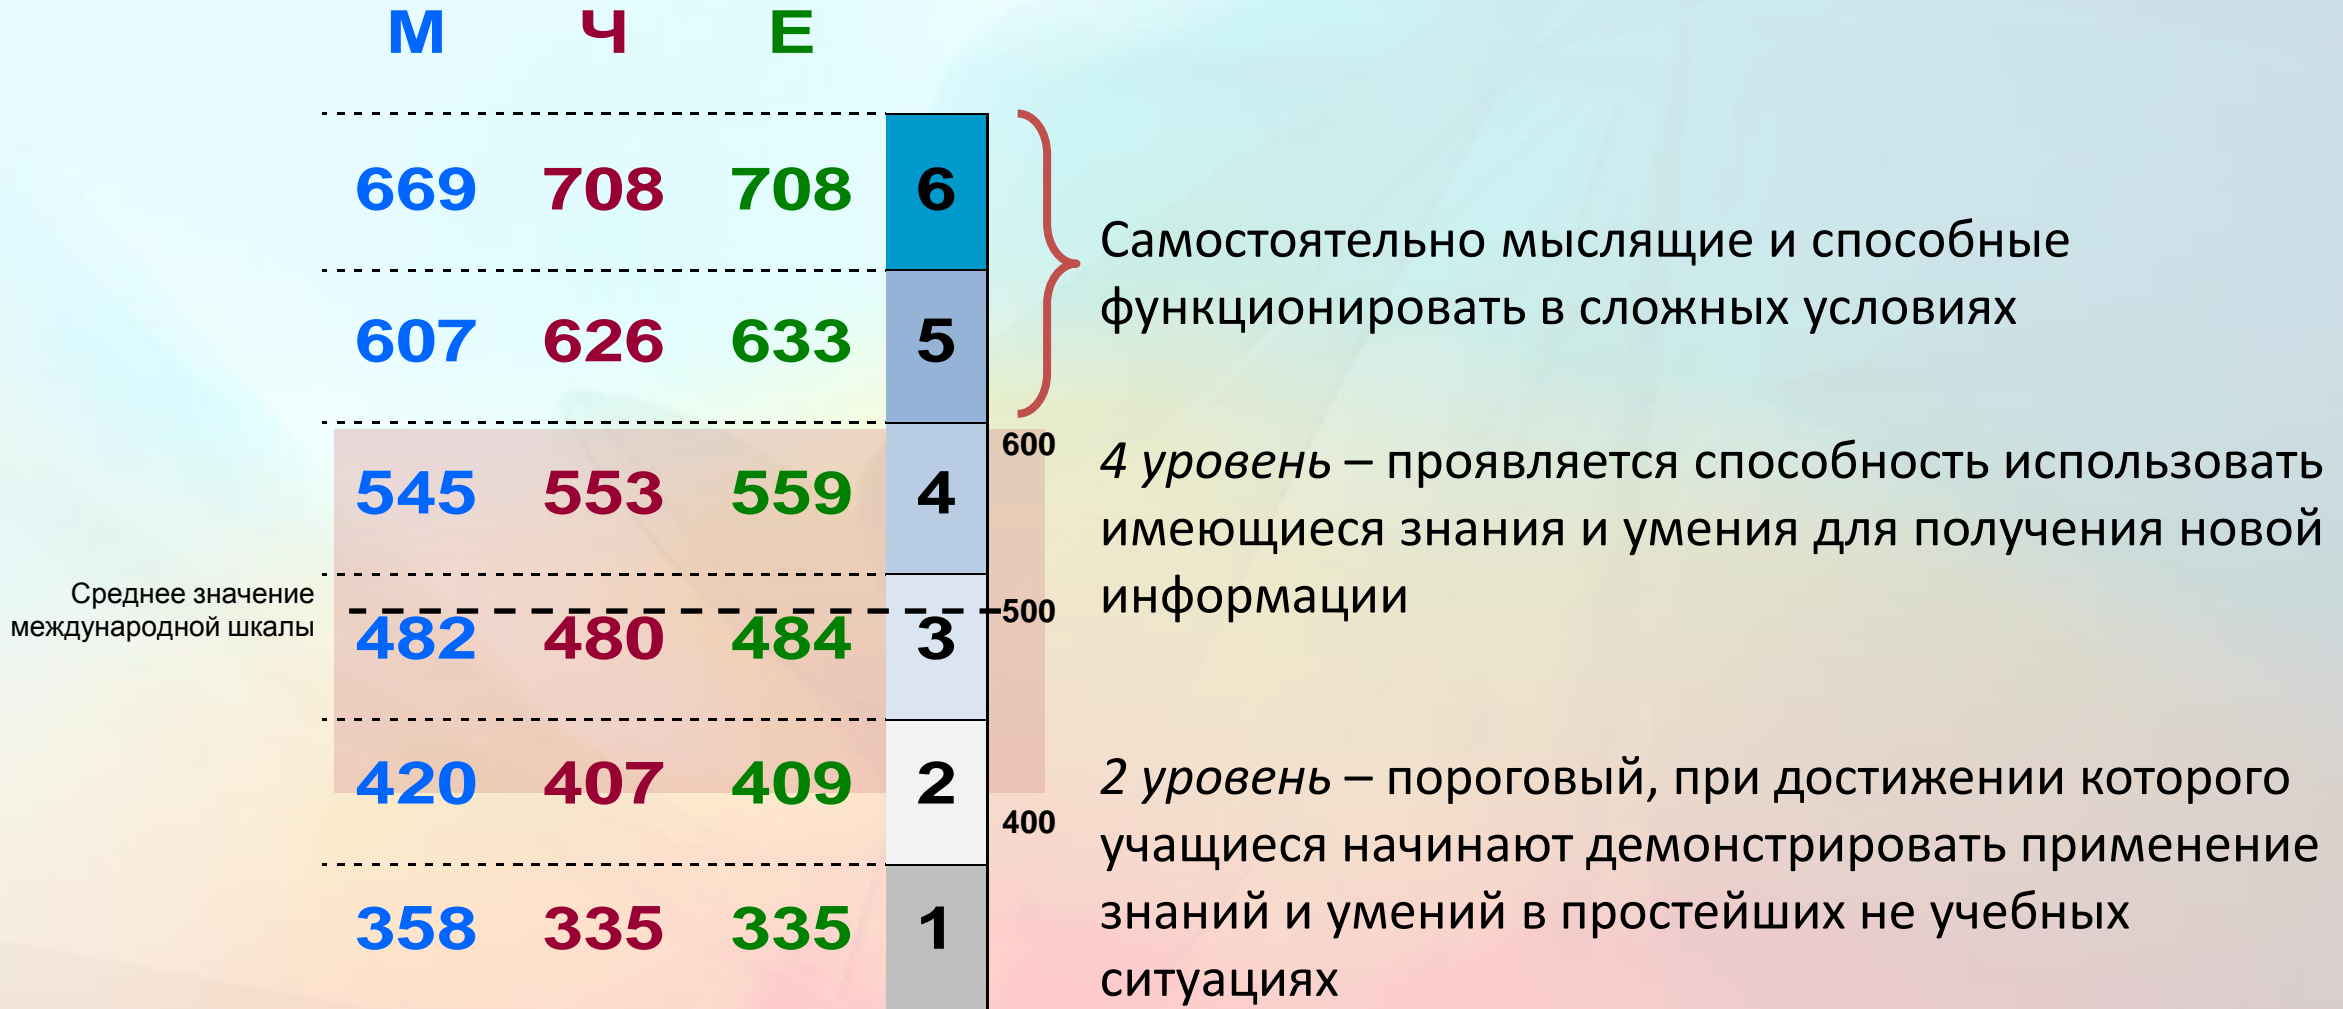 М Ч Е
669 708 708 6
Самостоятельно мыслящие и способные
функционировать в сложных условиях
607 626 633 5
600
4 уровень – проявляется способность использовать
имеющиеся знания и умения для получения новой
информации
545 553 559 4
Среднее значение
международной шкалы
500
482 480 484 3
2 уровень – пороговый, при достижении которого
учащиеся начинают демонстрировать применение
знаний и умений в простейших не учебных
ситуациях
420 407 409 2
400
358 335 335 1